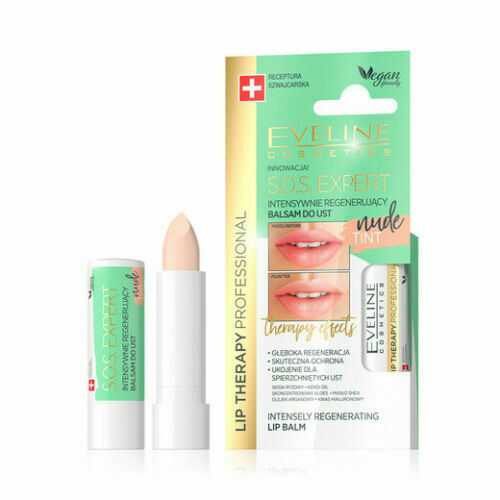 RECEPTURA
SZWAJCARSKA
Vegan
friendly
EVELINE
COSMETICS
INNOWACJA!
S.O.S. EXPERT
INTENSYWNIE REGENERUJĄCY
BALSAM DO UST
nude
TINT
therapy effects
• GŁĘBOKA REGENERACJA
• SKUTECZNA OCHRONA
• UKOJENIE DLA
SPIERZCHNIĘTYCH UST
INTENSELY REGENERATING
LIP BALM
LIP THERAPY PROFESSIONAL
EVELINE
COSMETICS
LIP THERAPY PROFESSIONAL
S.O.S. EXPERT
nude
INTENSYWNIE REGENERUJĄCY
BALSAM DO UST